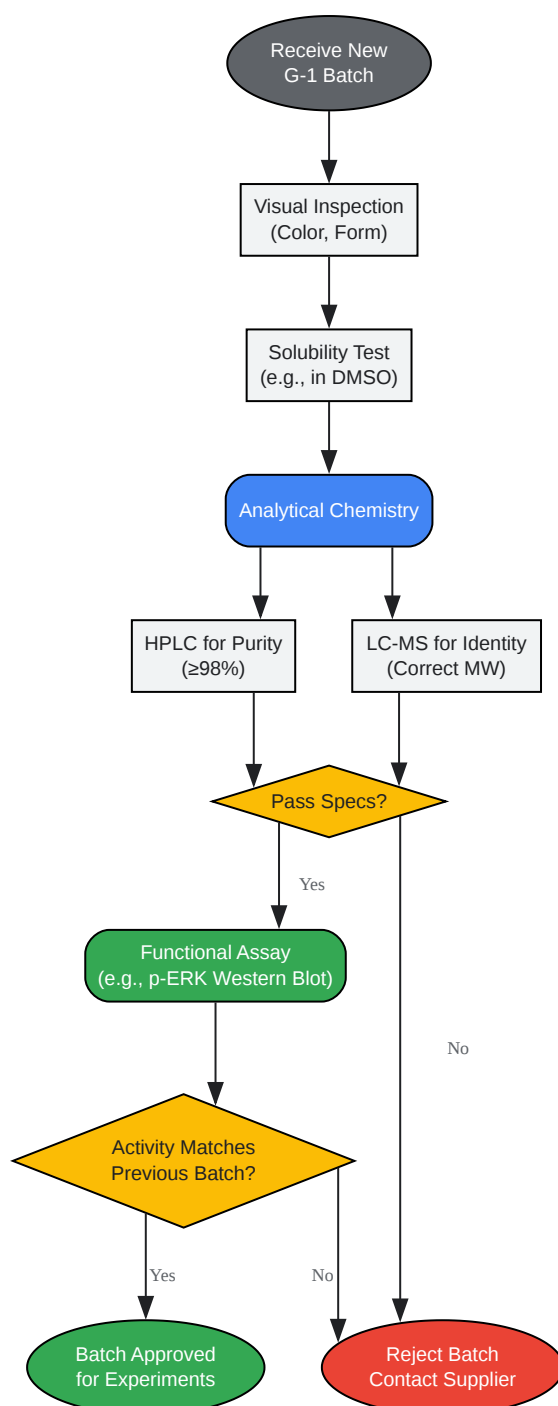 Receive New
G-1 Batch
Visual Inspection
(Color, Form)
Solubility Test
(e.g., in DMSO)
Analytical Chemistry
HPLC for Purity
(≥98%)
LC-MS for Identity
(Correct MW)
Pass Specs?
Yes
Functional Assay
(e.g., p-ERK Western Blot)
No
Activity Matches
Previous Batch?
Yes
No
Batch Approved
for Experiments
Reject Batch
Contact Supplier